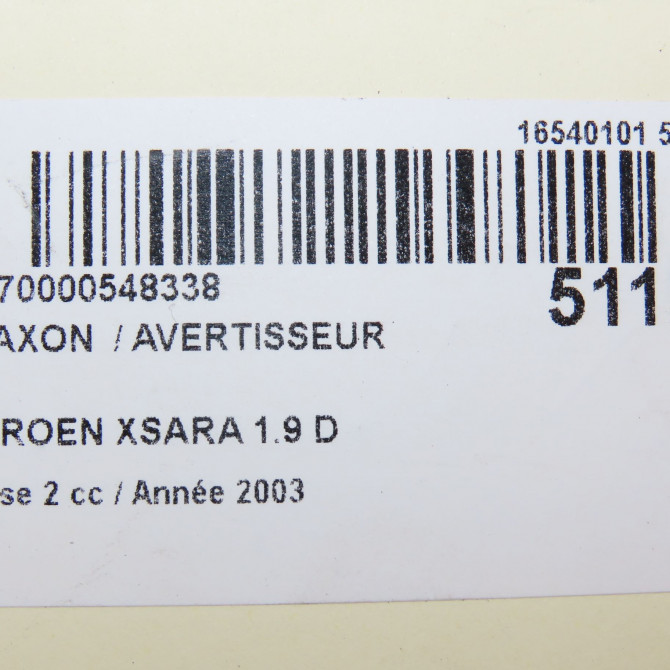 16540101 5
70000548338
511
AXON / AVERTISSEUR
ROEN XSARA 1.9 D
se 2 cc / Année 2003